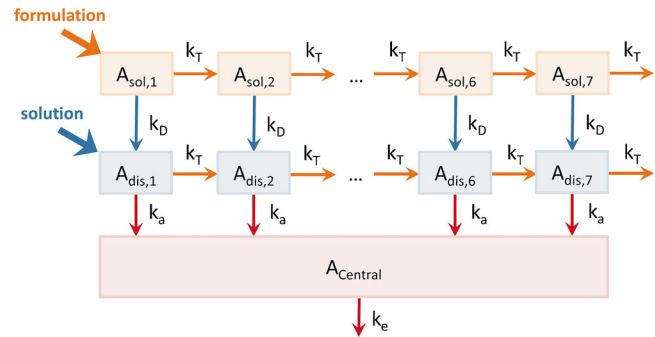 formulation
k_T k_T k_T k_T k_T
A_sol,1 A_sol,2 ... A_sol,6 A_sol,7
solution
k_D k_D k_D k_D
k_T k_T k_T k_T k_T
A_dis,1 A_dis,2 ... A_dis,6 A_dis,7
k_a k_a k_a k_a
A_Central
k_e